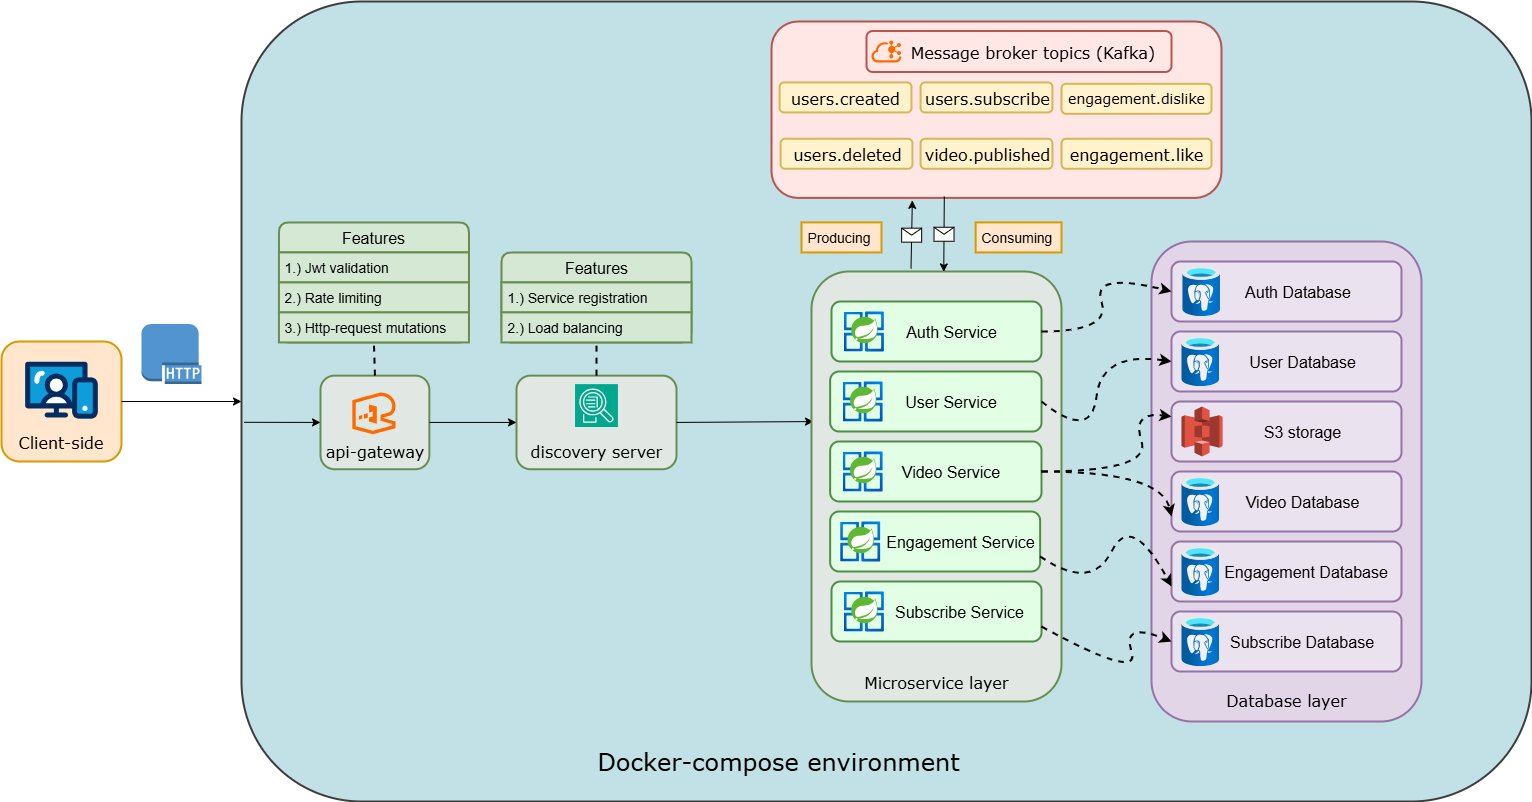 Message broker topics (Kafka)
users.created
users.subscribe
engagement.dislike
users.deleted
video.published
engagement.like
Producing
Consuming
Features
1.) Jwt validation
2.) Rate limiting
3.) Http-request mutations
Features
1.) Service registration
2.) Load balancing
HTTP
Client-side
api-gateway
discovery server
Auth Service
User Service
Video Service
Engagement Service
Subscribe Service
Microservice layer
Auth Database
User Database
S3 storage
Video Database
Engagement Database
Subscribe Database
Database layer
Docker-compose environment